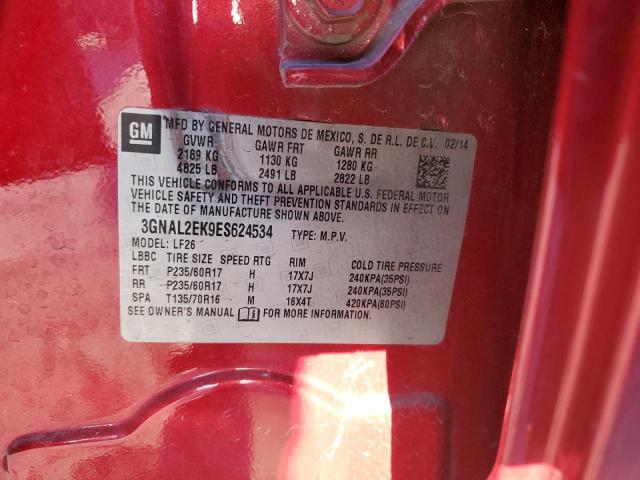 GM
MFD BY GENERAL MOTORS DE MEXICO, S. DE R.L. DE C.V. 02/14
GVWR GAWR FRT GAWR RR
2189 KG 1130 KG 1280 KG
4825 LB 2491 LB 2822 LB
THIS VEHICLE CONFORMS TO ALL APPLICABLE U.S. FEDERAL MOTOR
VEHICLE SAFETY AND THEFT PREVENTION STANDARDS IN EFFECT ON
THE DATE OF MANUFACTURE SHOWN ABOVE.
3GNAL2EK9ES624534 TYPE: M.P.V.
MODEL: LF26
LBBC TIRE SIZE SPEED RTG RIM COLD TIRE PRESSURE
FRT P235/60R17 H 17X7J 240KPA(35PSI)
RR P235/60R17 H 17X7J 240KPA(35PSI)
SPA T135/70R16 M 16X4T 420KPA(60PSI)
SEE OWNER'S MANUAL FOR MORE INFORMATION